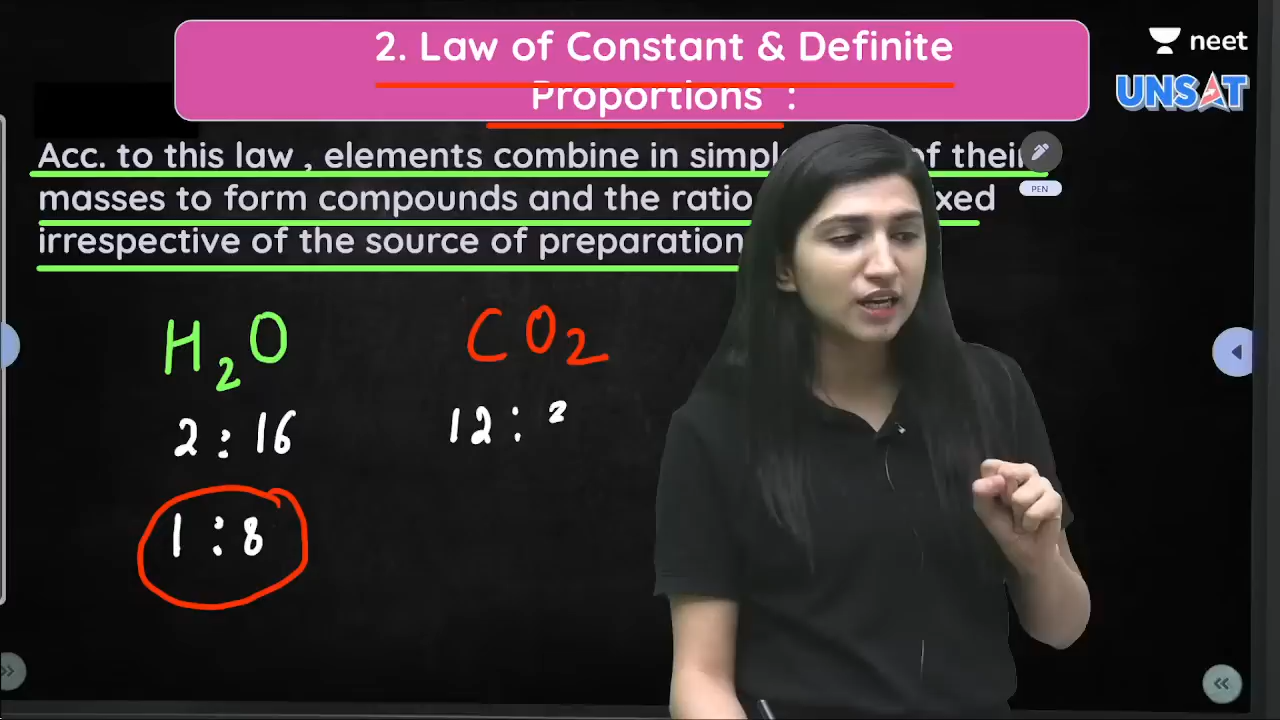 2. Law of Constant & Definite
Proportions :
neet
UNSAT
Acc. to this law , elements combine in of their
PEN
masses to form compounds and the ratio
irrespective of the source of preparation
H2O
CO2
2 : 16
12 :
1 : 8